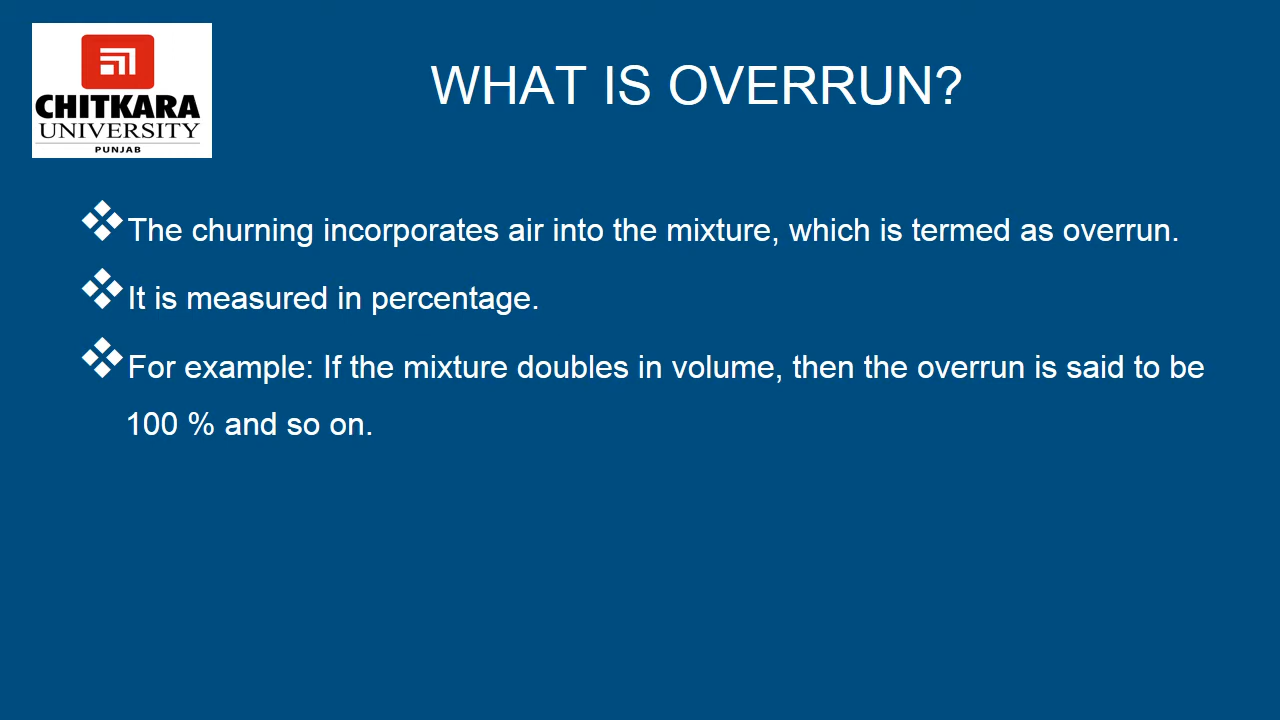 CHITKARA
UNIVERSITY
PUNJAB
WHAT IS OVERRUN?
❖The churning incorporates air into the mixture, which is termed as overrun.
❖It is measured in percentage.
❖For example: If the mixture doubles in volume, then the overrun is said to be
100 % and so on.